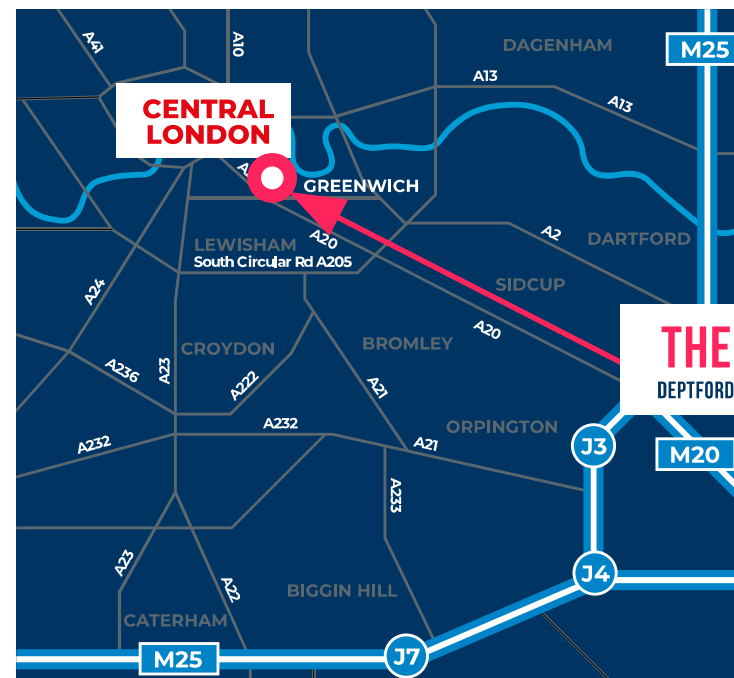 A41
A10
DAGENHAM
M25
A13
A13
CENTRAL
LONDON
GREENWICH
A20
A2
LEWISHAM
DARTFORD
South Circular Rd A205
SIDCUP
A24
A20
THE
DEPTFORD
CROYDON
BROMLEY
A23
A236
A222
A21
A232
A232
A21
ORPINGTON
J3
M20
A233
A23
A22
J4
BIGGIN HILL
CATERHAM
M25
J7